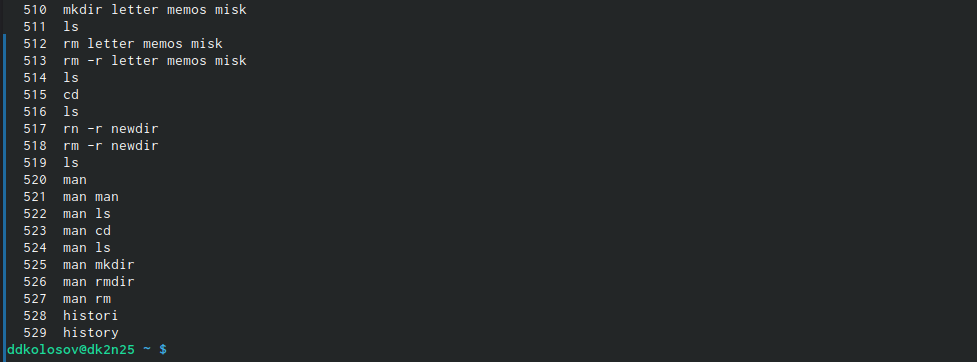 510 mkdir letter memos misk
511 ls
512 rm letter memos misk
513 rm -r letter memos misk
514 ls
515 cd
516 ls
517 rn -r newdir
518 rm -r newdir
519 ls
520 man
521 man man
522 man ls
523 man cd
524 man ls
525 man mkdir
526 man rmdir
527 man rm
528 histori
529 history
ddkolosov@dk2n25 ~ $